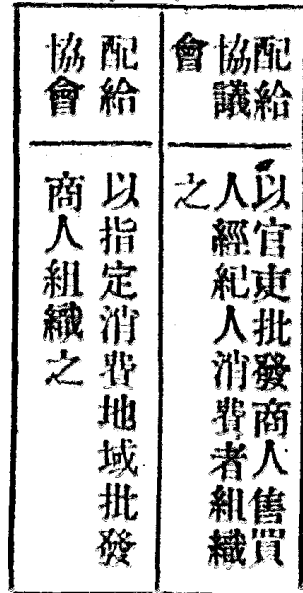 配給
協議
會
以官吏批發商人售買
人經紀人消費者組織
之
配給
協會
以指定消費地域批發
商人組織之